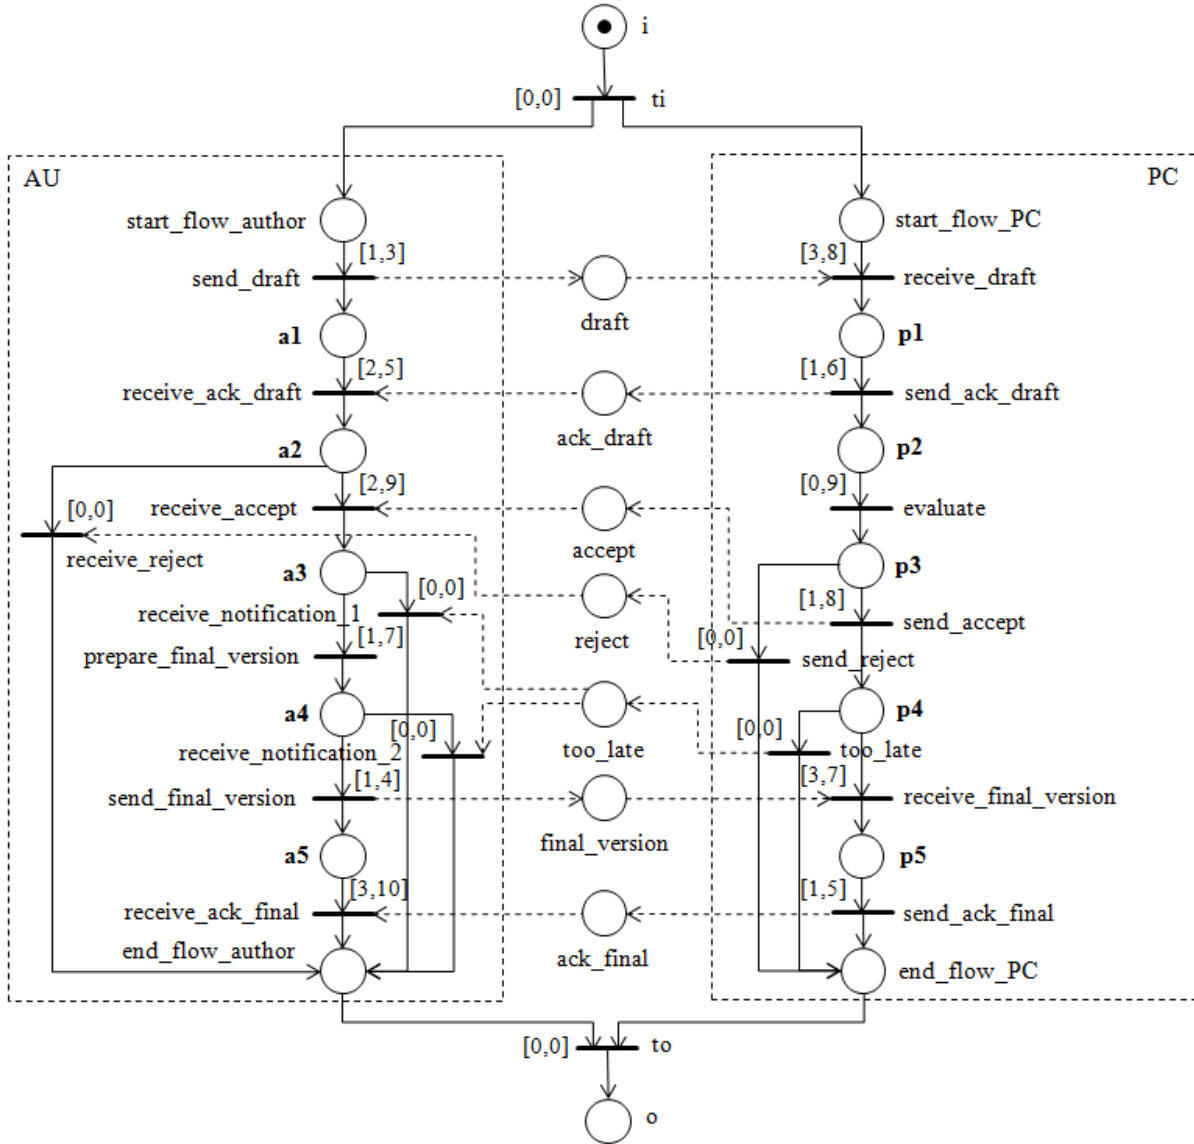 i
[0,0] ti
AU PC
start_flow_author start_flow_PC
[1,3] [3,8]
send_draft receive_draft
draft
a1 p1
[2,5] [1,6]
receive_ack_draft send_ack_draft
ack_draft
a2 p2
[2,9] [0,9]
receive_accept evaluate
[0,0]
accept
receive_reject
a3 p3
[0,0] [1,8]
receive_notification_1 send_accept
reject [0,0]
[1,7]
prepare_final_version send_reject
a4 p4
[0,0] [0,0]
receive_notification_2 too_late too_late
[1,4] [3,7]
send_final_version receive_final_version
final_version
a5 p5
[3,10] [1,5]
receive_ack_final send_ack_final
end_flow_author ack_final end_flow_PC
[0,0] to
o